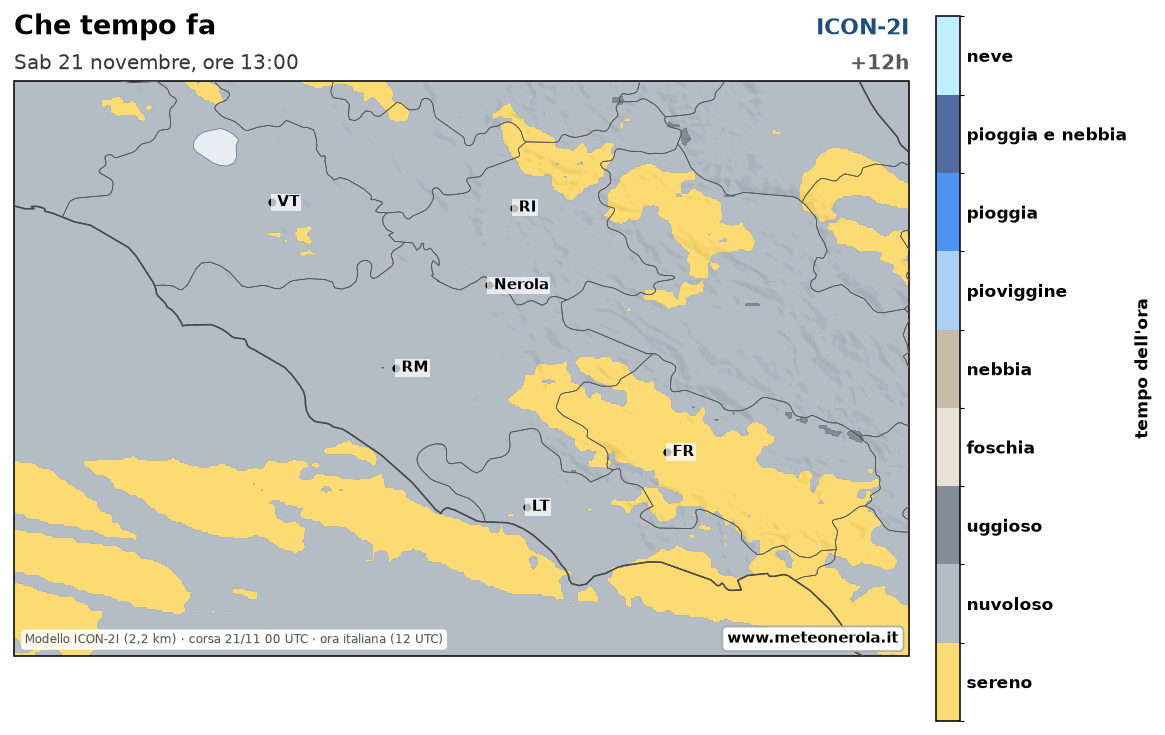 Che tempo fa
ICON-2I
Sab 21 novembre, ore 13:00
+12h
VT
RI
Nerola
RM
FR
LT
Modello ICON-2I (2,2 km) · corsa 21/11 00 UTC · ora italiana (12 UTC)
www.meteonerola.it
neve
pioggia e nebbia
pioggia
pioviggine
nebbia
foschia
uggioso
nuvoloso
sereno
tempo dell'ora